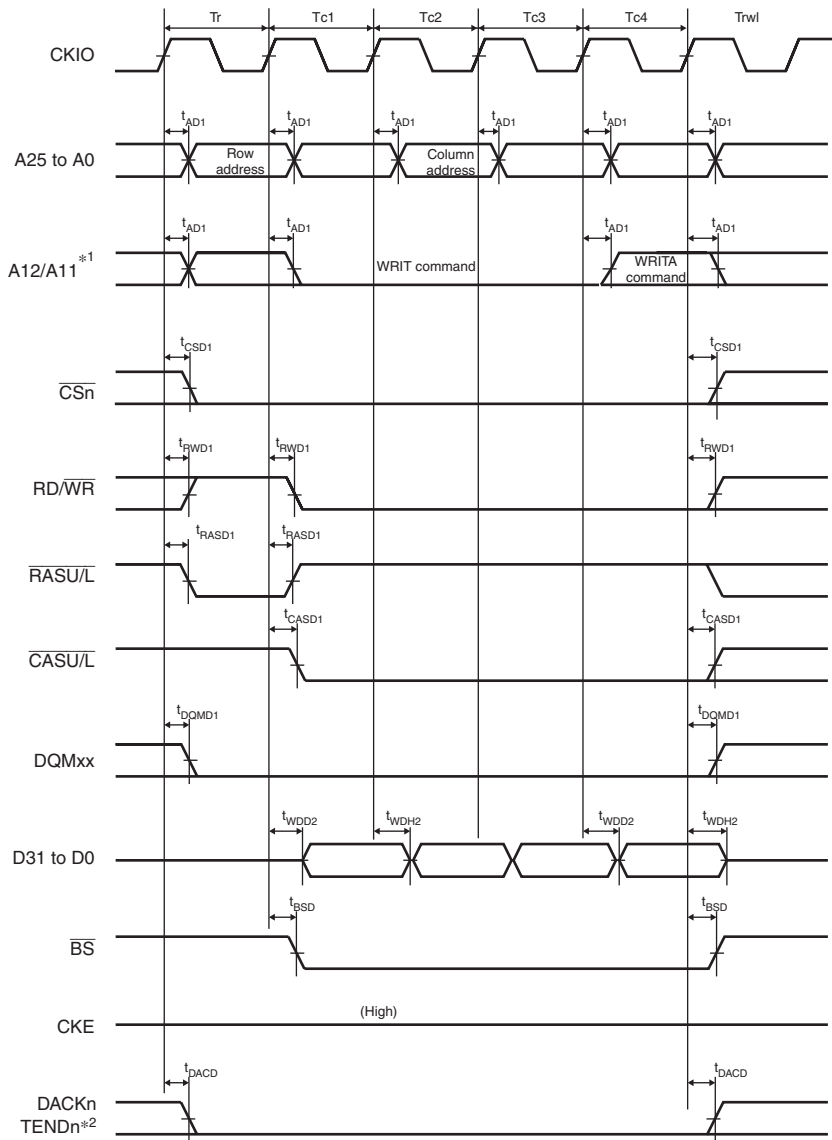 Tr Tc1 Tc2 Tc3 Tc4 Trwl
CKIO
tAD1 tAD1 tAD1 tAD1 tAD1 tAD1
A25 to A0
Row
address
Column
address
tAD1 tAD1 tAD1 tAD1
A12/A11*1
WRIT command
WRITA
command
tCSD1 tCSD1
CSn
tRWD1 tRWD1 tRWD1
RD/WR
tRASD1 tRASD1
RASU/L
tCASD1 tCASD1
CASU/L
tDQMD1 tDQMD1
DQMxx
tWDD2 tWDH2 tWDD2 tWDH2
D31 to D0
tBSD tBSD
BS
(High)
CKE
tDACD tDACD
DACKn
TENDn*2